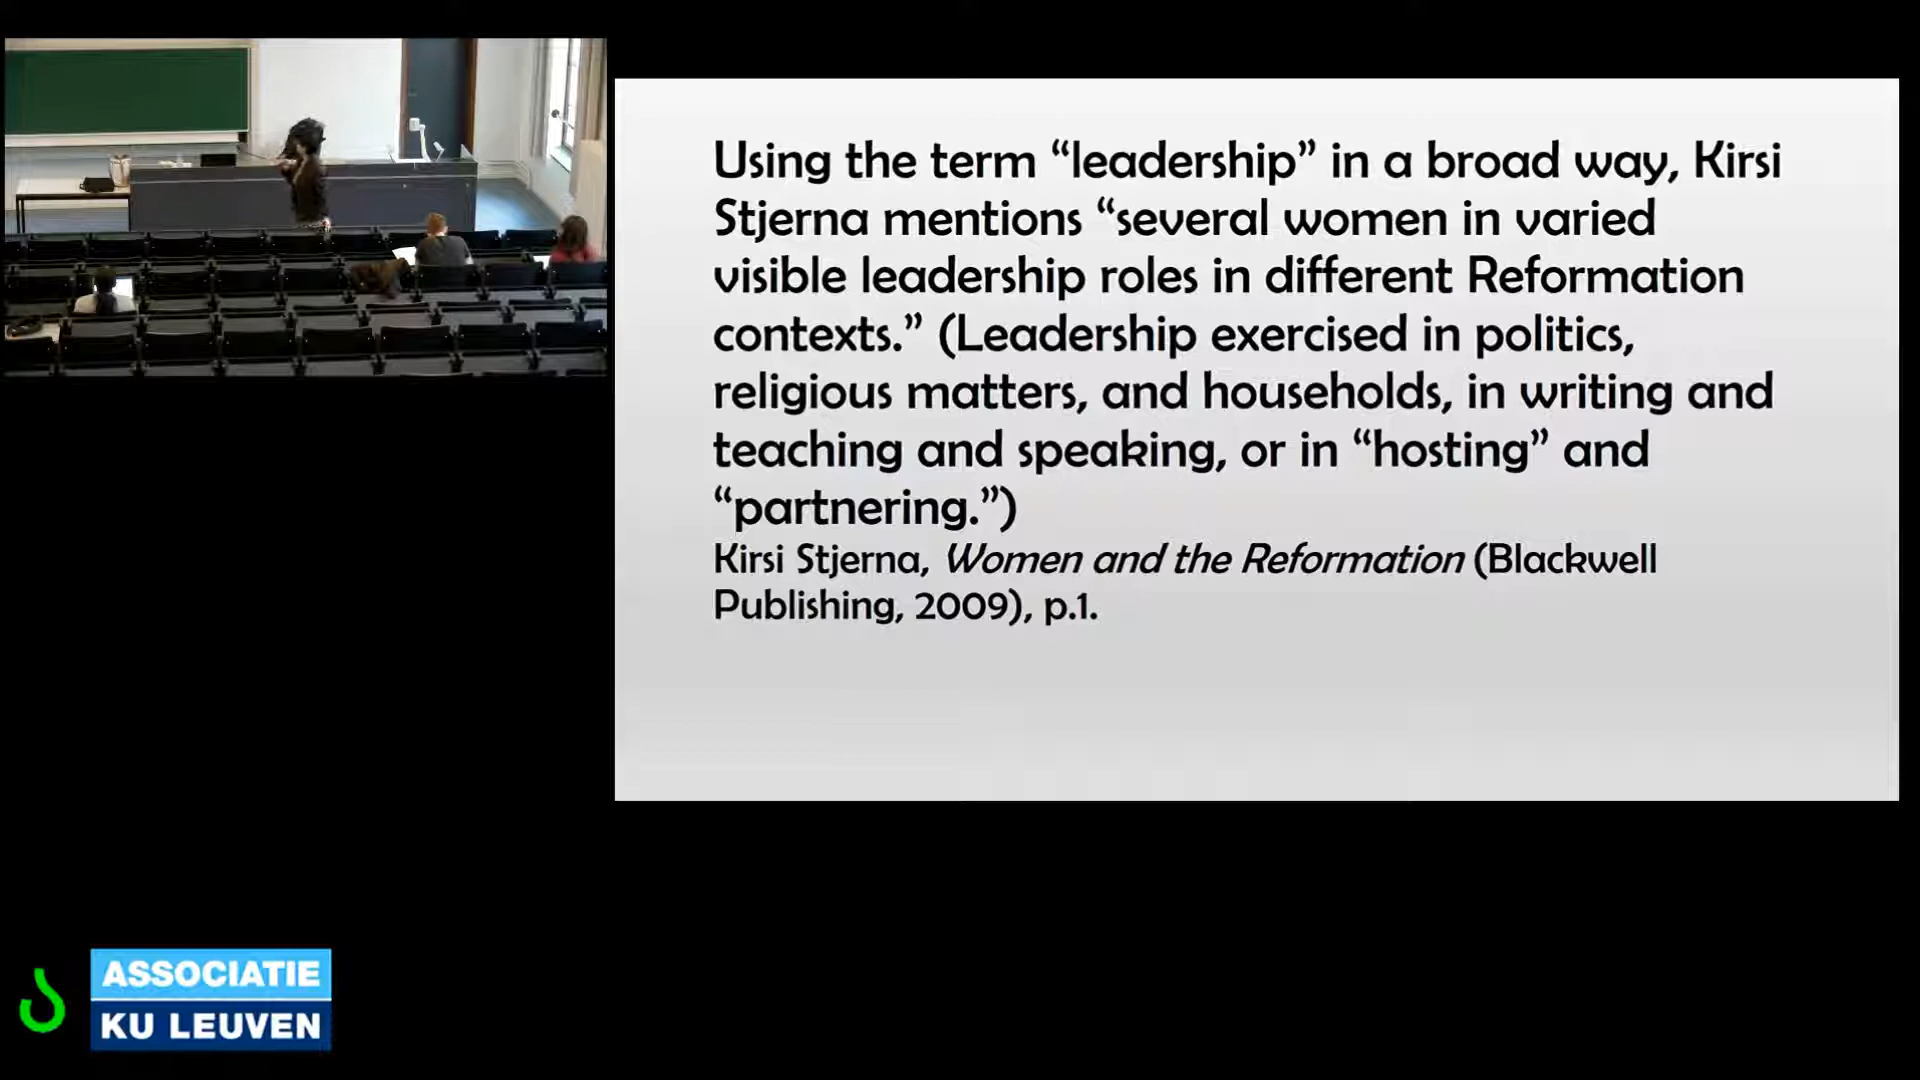 Using the term “leadership” in a broad way, Kirsi
Stjerna mentions “several women in varied
visible leadership roles in different Reformation
contexts.” (Leadership exercised in politics,
religious matters, and households, in writing and
teaching and speaking, or in “hosting” and
“partnering.”)
Kirsi Stjerna, Women and the Reformation (Blackwell
Publishing, 2009), p.1.
ASSOCIATIE
KU LEUVEN